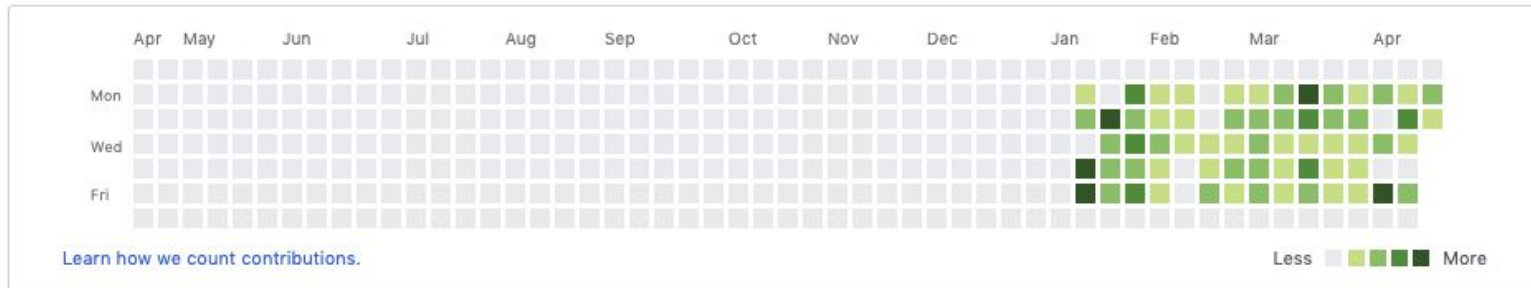 Apr May Jun Jul Aug Sep Oct Nov Dec Jan Feb Mar Apr
Mon
Wed
Fri
Learn how we count contributions.
Less More